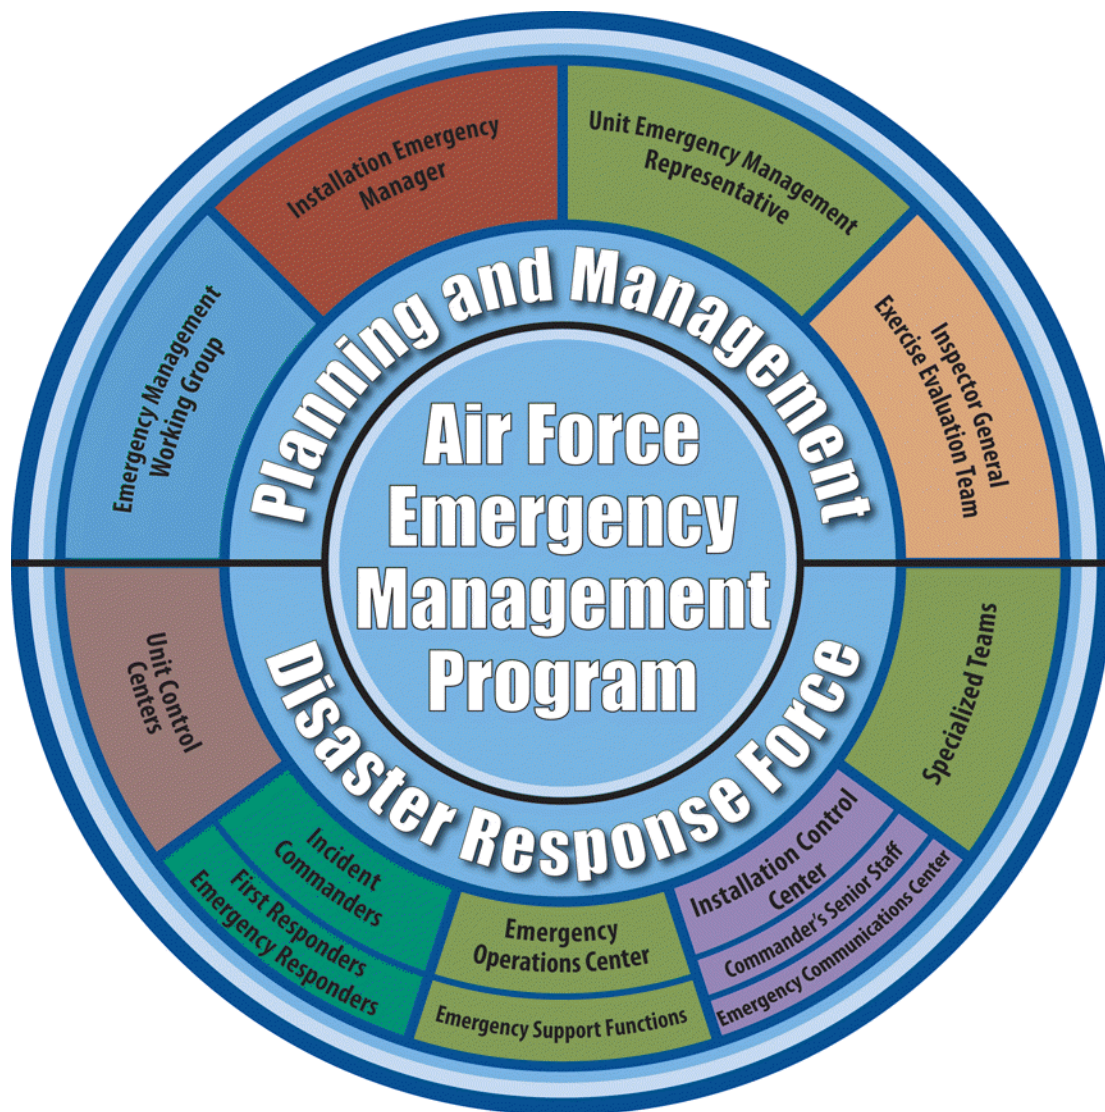 Installation Emergency
Manager
Unit Emergency Management
Representative
Emergency Management
Working Group
Inspector General
Exercise Evaluation Team
Planning and Management
Air Force
Emergency
Management
Program
Disaster Response Force
Unit Control
Centers
Incident
Commanders
First Responders
Emergency Responders
Emergency
Operations Center
Emergency Support Functions
Installation Control
Center
Commander's Senior Staff
Emergency Communications Center
Specialized Teams